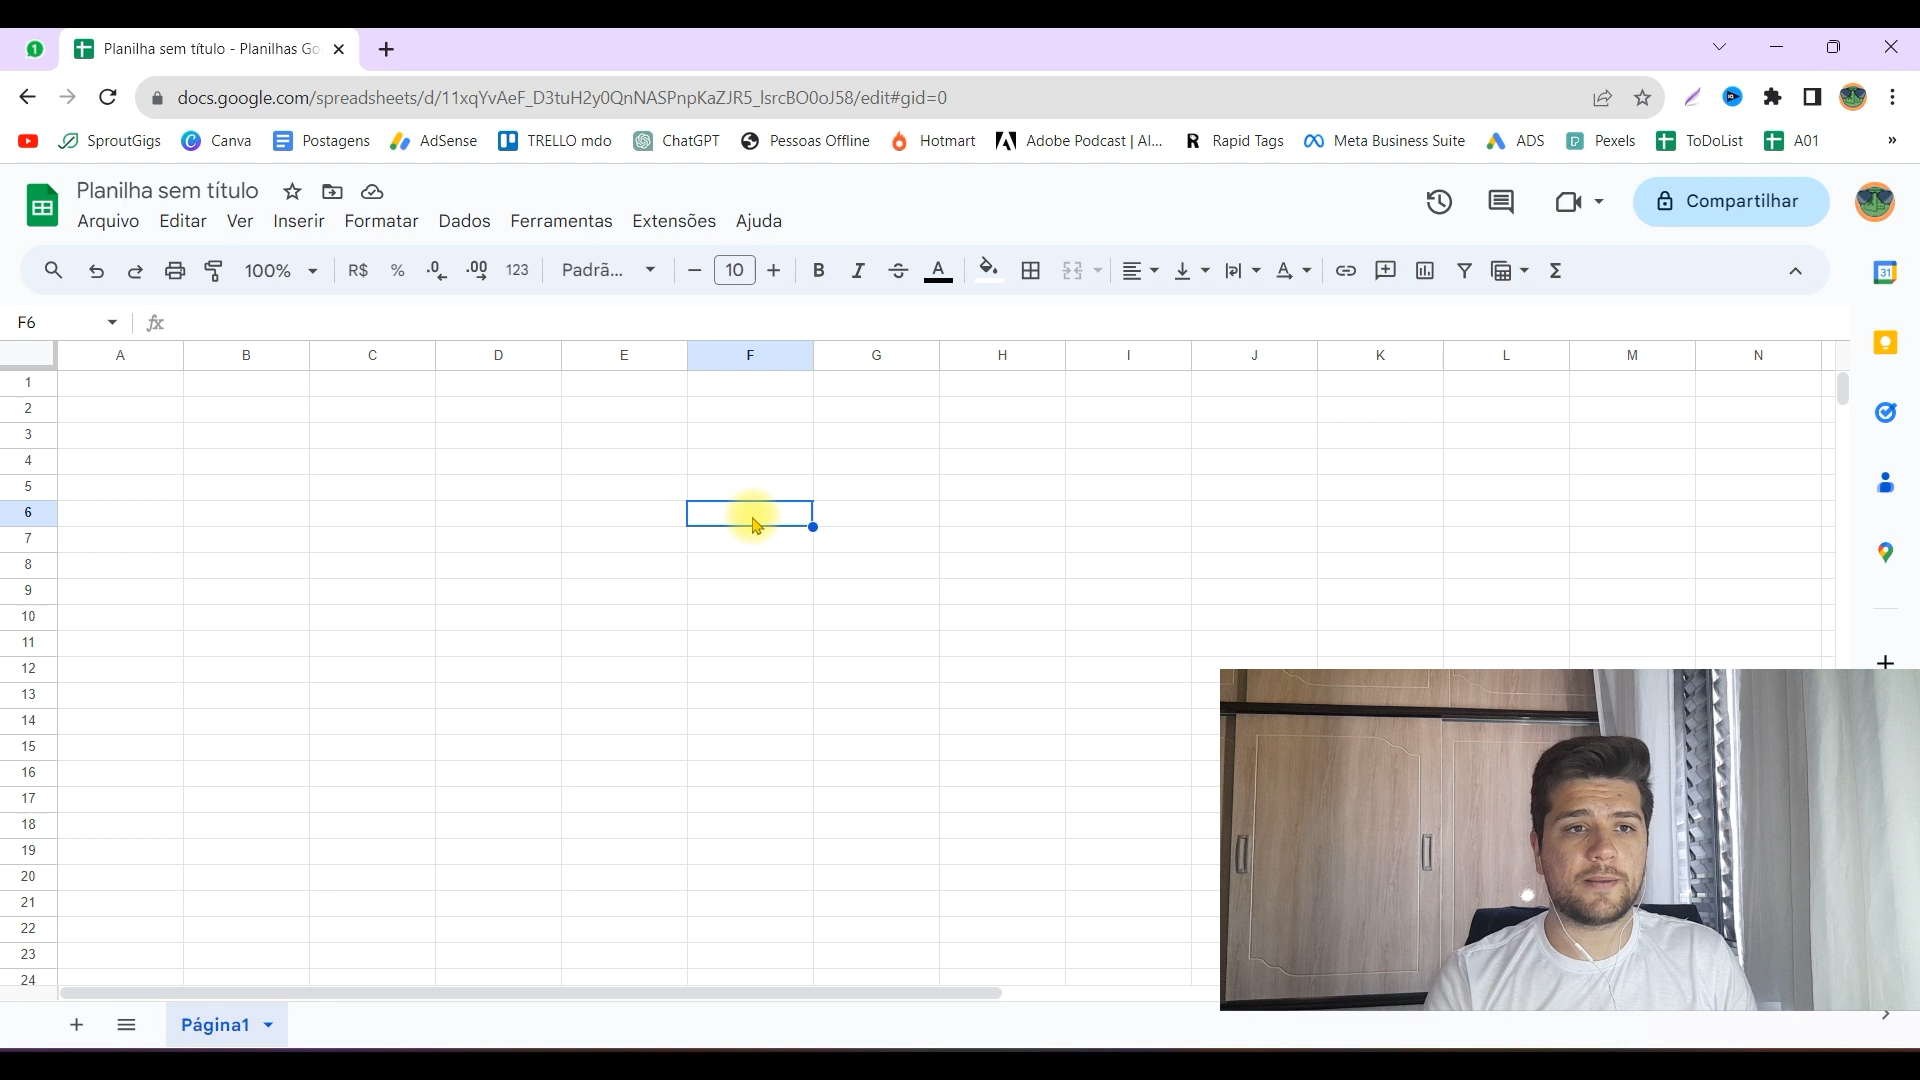 1
Planilha sem título - Planilhas Go
docs.google.com/spreadsheets/d/11xqYvAeF_D3tuH2y0QnNASPnpKaZJR5_lsrcBO0oJ58/edit#gid=0
SproutGigs Canva Postagens AdSense TRELLO mdo ChatGPT Pessoas Offline Hotmart Adobe Podcast | AI... Rapid Tags Meta Business Suite ADS Pexels ToDoList A01 »
Planilha sem título
Compartilhar
Arquivo Editar Ver Inserir Formatar Dados Ferramentas Extensões Ajuda
100% R$ % .0 .00 123 Padrã... 10 B I S A Σ
31
F6 fx
A B C D E F G H I J K L M N
1
2
3
4
5
6
7
8
9
10
11
12
13
14
15
16
17
18
19
20
21
22
23
24
Página1